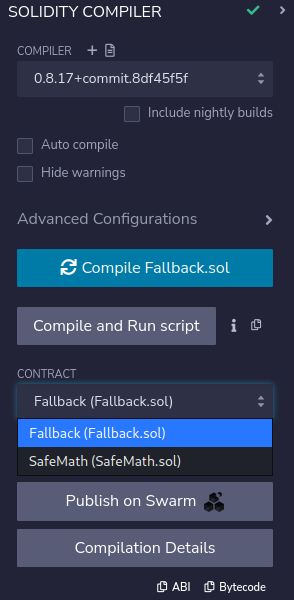 SOLIDITY COMPILER
COMPILER
0.8.17+commit.8df45f5f
Include nightly builds
Auto compile
Hide warnings
Advanced Configurations
Compile Fallback.sol
Compile and Run script
CONTRACT
Fallback (Fallback.sol)
Fallback (Fallback.sol)
SafeMath (SafeMath.sol)
Publish on Swarm
Compilation Details
ABI Bytecode